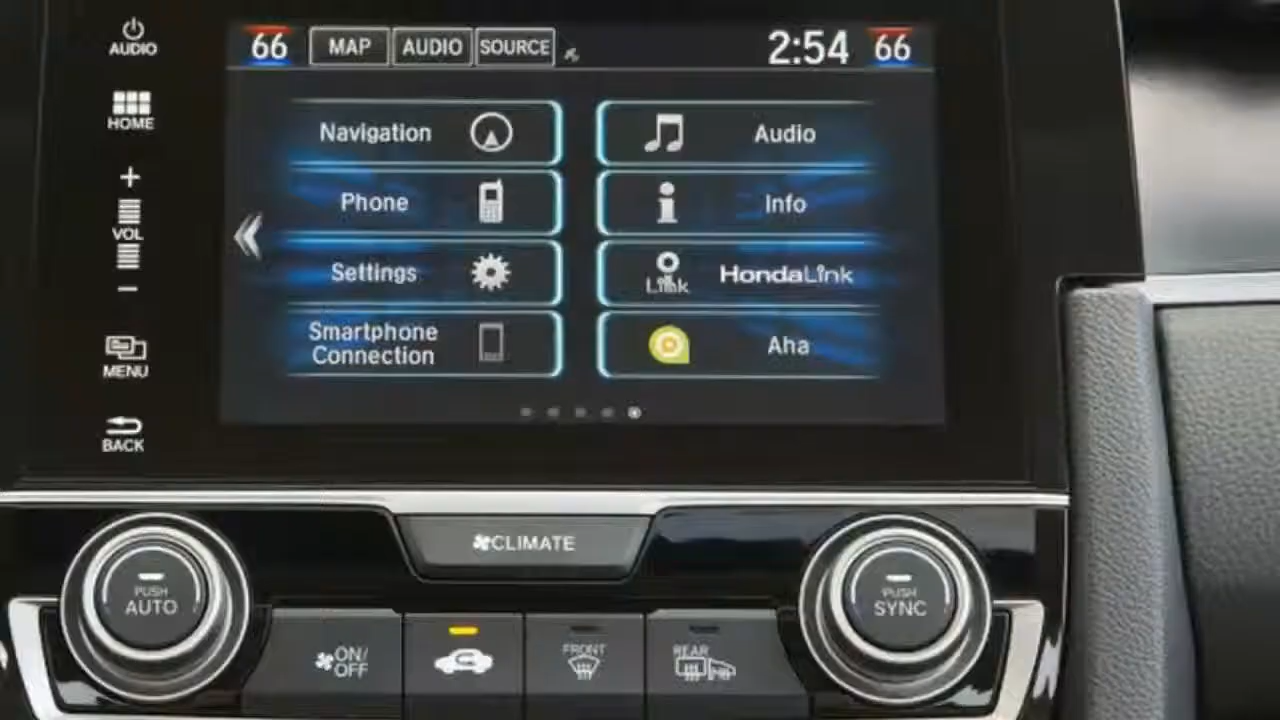 AUDIO
HOME
+
VOL
−
MENU
BACK
66 MAP AUDIO SOURCE 2:54 66
Navigation
Audio
Phone
Info
Settings
Link HondaLink
Smartphone
Connection
Aha
CLIMATE
PUSH
AUTO
PUSH
SYNC
ON/
OFF
FRONT
REAR